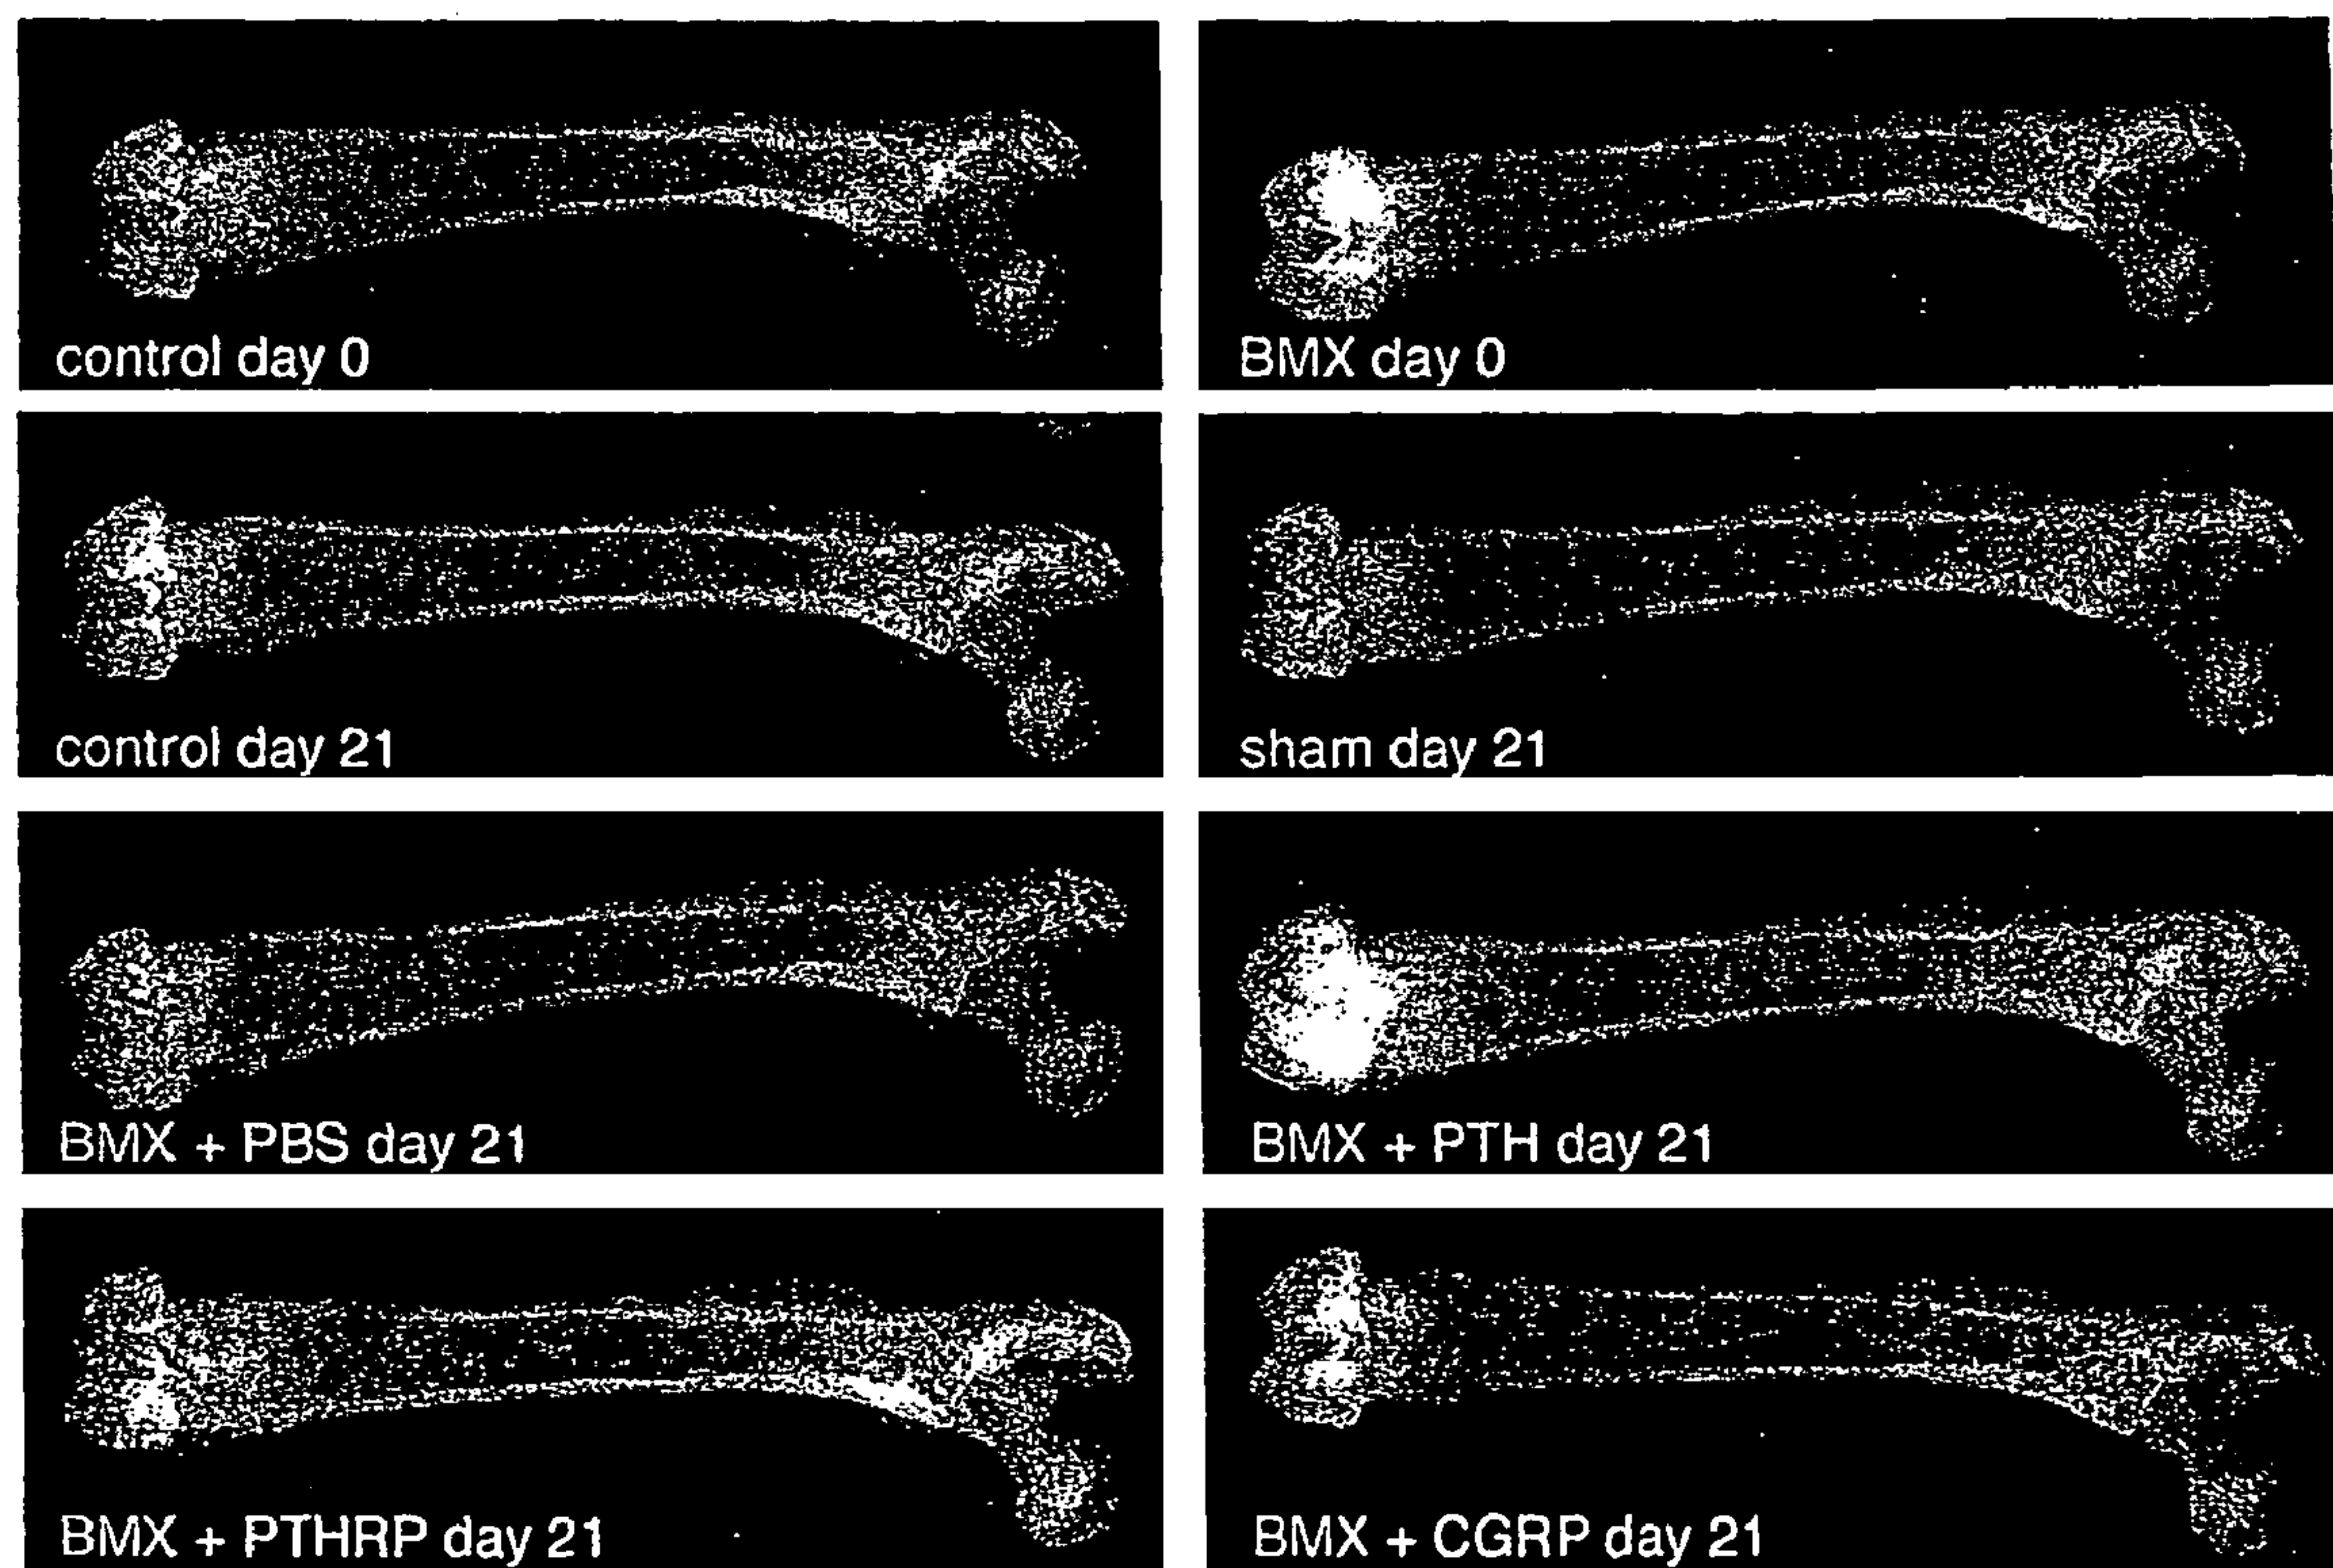 control day 0
BMX day 0
control day 21
sham day 21
BMX + PBS day 21
BMX + PTH day 21
BMX + PTHRP day 21
BMX + CGRP day 21